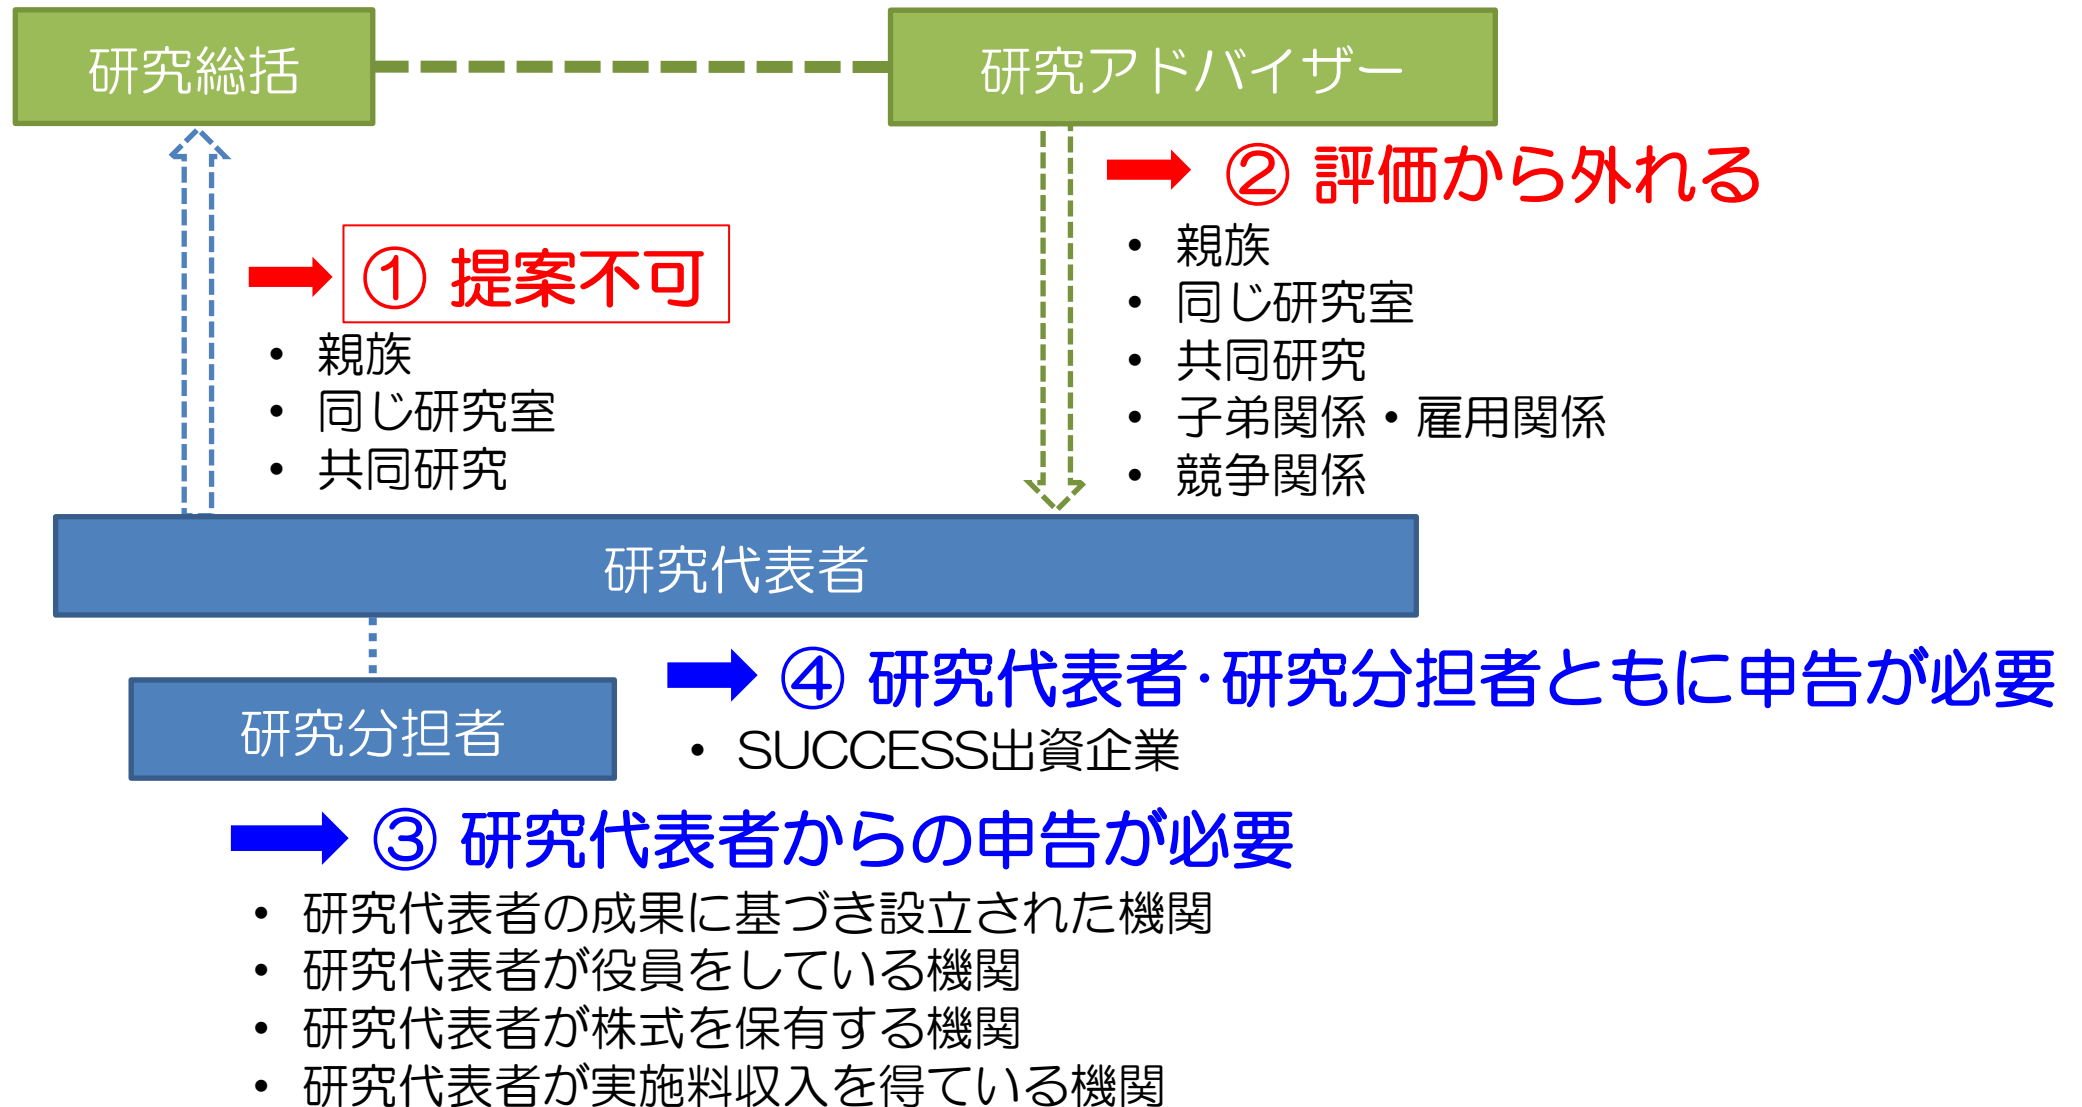 研究総括
研究アドバイザー
② 評価から外れる
• 親族
• 同じ研究室
• 共同研究
• 子弟関係・雇用関係
• 競争関係
① 提案不可
• 親族
• 同じ研究室
• 共同研究
研究代表者
④ 研究代表者・研究分担者ともに申告が必要
• SUCCESS出資企業
研究分担者
③ 研究代表者からの申告が必要
• 研究代表者の成果に基づき設立された機関
• 研究代表者が役員をしている機関
• 研究代表者が株式を保有する機関
• 研究代表者が実施料収入を得ている機関